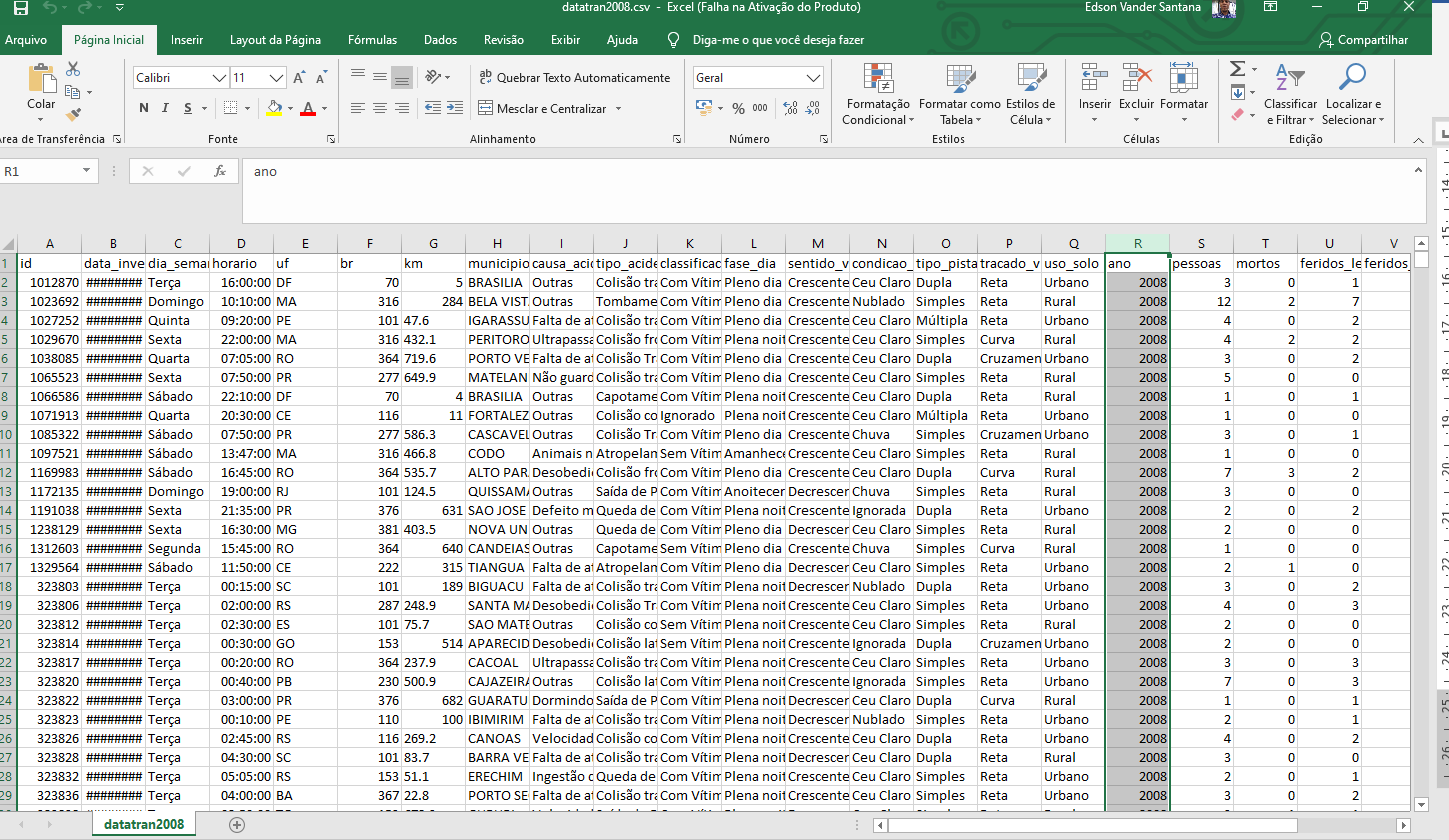 datatran2008.csv - Excel (Falha na Ativação do Produto)
Edson Vander Santana
Arquivo Página Inicial Inserir Layout da Página Fórmulas Dados Revisão Exibir Ajuda Diga-me o que você deseja fazer Compartilhar
Calibri 11 Quebrar Texto Automaticamente Geral
Colar N I S Mesclar e Centralizar % 000 Formatação Condicional Formatar como Tabela Estilos de Célula Inserir Excluir Formatar Classificar e Filtrar Localizar e Selecionar
Área de Transferência Fonte Alinhamento Número Estilos Células Edição
R1 fx ano
A B C D E F G H I J K L M N O P Q R S T U V
1 id data_inve dia_semar horario uf br km municipio causa_acid tipo_acide classificac fase_dia sentido_v condicao_ tipo_pista tracado_v uso_solo ano pessoas mortos feridos_le feridos_
2 1012870 ######## Terça 16:00:00 DF 70 5 BRASILIA Outras Colisão tra Com Vítim Pleno dia Crescente Ceu Claro Dupla Reta Urbano 2008 3 0 1
3 1023692 ######## Domingo 10:10:00 MA 316 284 BELA VIST Outras Tombame Com Vítim Pleno dia Crescente Nublado Simples Reta Rural 2008 12 2 7
4 1027252 ######## Quinta 09:20:00 PE 101 47.6 IGARASSU Falta de at Colisão tra Com Vítim Pleno dia Crescente Ceu Claro Múltipla Reta Urbano 2008 4 0 2
5 1029670 ######## Sexta 22:00:00 MA 316 432.1 PERITORO Ultrapassa Colisão fro Com Vítim Plena noit Crescente Ceu Claro Simples Curva Rural 2008 4 2 2
6 1038085 ######## Quarta 07:05:00 RO 364 719.6 PORTO VE Falta de at Colisão Tra Com Vítim Pleno dia Crescente Ceu Claro Dupla Cruzamen Urbano 2008 3 0 2
7 1065523 ######## Sexta 07:50:00 PR 277 649.9 MATELAN Não guard Colisão tra Com Vítim Pleno dia Crescente Ceu Claro Simples Reta Rural 2008 5 0 0
8 1066586 ######## Sábado 22:10:00 DF 70 4 BRASILIA Outras Capotame Com Vítim Plena noit Crescente Ceu Claro Dupla Reta Urbano 2008 1 0 1
9 1071913 ######## Quarta 20:30:00 CE 116 11 FORTALEZ Outras Colisão co Ignorado Plena noit Crescente Ceu Claro Múltipla Reta Urbano 2008 1 0 0
10 1085322 ######## Sábado 07:50:00 PR 277 586.3 CASCAVEL Outras Colisão Tra Com Vítim Pleno dia Crescente Chuva Simples Cruzamen Urbano 2008 3 0 1
11 1097521 ######## Sábado 13:47:00 MA 316 466.8 CODO Animais n Atropelam Sem Vítim Amanhece Crescente Ceu Claro Simples Reta Rural 2008 1 0 0
12 1169983 ######## Sábado 16:45:00 RO 364 535.7 ALTO PAR Desobedi Colisão fro Com Vítim Pleno dia Crescente Ceu Claro Dupla Curva Rural 2008 7 3 2
13 1172135 ######## Domingo 19:00:00 RJ 101 124.5 QUISSAMA Outras Saída de P Com Vítim Anoitecer Decrescer Chuva Simples Reta Rural 2008 3 0 0
14 1191038 ######## Sexta 21:35:00 PR 376 631 SAO JOSE Defeito m Queda de Com Vítim Plena noit Crescente Ignorada Dupla Reta Urbano 2008 2 0 2
15 1238129 ######## Sexta 16:30:00 MG 381 403.5 NOVA UN Outras Queda de Com Vítim Pleno dia Decrescer Ceu Claro Simples Reta Rural 2008 2 0 0
16 1312603 ######## Segunda 15:45:00 RO 364 640 CANDEIAS Outras Capotame Sem Vítim Pleno dia Crescente Chuva Simples Curva Rural 2008 1 0 0
17 1329564 ######## Sábado 11:50:00 CE 222 315 TIANGUA Falta de at Atropelam Com Vítim Pleno dia Decrescer Ceu Claro Simples Reta Urbano 2008 2 1 0
18 323803 ######## Terça 00:15:00 SC 101 189 BIGUACU Falta de at Colisão tra Com Vítim Plena noit Decrescer Nublado Dupla Reta Urbano 2008 3 0 2
19 323806 ######## Terça 02:00:00 RS 287 248.9 SANTA MA Desobedi Colisão Tra Com Vítim Plena noit Crescente Ceu Claro Simples Reta Urbano 2008 4 0 3
20 323812 ######## Terça 02:30:00 ES 101 75.7 SAO MATE Outras Colisão co Sem Vítim Plena noit Crescente Ceu Claro Simples Reta Rural 2008 2 0 0
21 323814 ######## Terça 00:30:00 GO 153 514 APARECID Desobedi Colisão lat Sem Vítim Plena noit Crescente Ignorada Dupla Cruzamen Urbano 2008 2 0 0
22 323817 ######## Terça 00:20:00 RO 364 237.9 CACOAL Ultrapassa Colisão tra Com Vítim Plena noit Crescente Ceu Claro Simples Reta Urbano 2008 3 0 3
23 323820 ######## Terça 00:40:00 PB 230 500.9 CAJAZEIRA Outras Colisão lat Com Vítim Plena noit Crescente Ignorada Simples Reta Urbano 2008 7 0 3
24 323822 ######## Terça 03:00:00 PR 376 682 GUARATU Dormindo Saída de P Com Vítim Plena noit Decrescer Ceu Claro Dupla Curva Rural 2008 1 0 1
25 323823 ######## Terça 00:10:00 PE 110 100 IBIMIRIM Falta de at Colisão tra Com Vítim Plena noit Decrescer Nublado Simples Reta Urbano 2008 2 0 1
26 323826 ######## Terça 02:45:00 RS 116 269.2 CANOAS Velocidad Colisão co Com Vítim Plena noit Crescente Ceu Claro Dupla Reta Urbano 2008 4 0 2
27 323828 ######## Terça 04:30:00 SC 101 83.7 BARRA VE Falta de at Colisão tra Com Vítim Plena noit Decrescer Ceu Claro Dupla Reta Rural 2008 3 0 0
28 323832 ######## Terça 05:05:00 RS 153 51.1 ERECHIM Ingestão d Queda de Com Vítim Plena noit Crescente Ceu Claro Simples Reta Urbano 2008 2 0 1
29 323836 ######## Terça 04:00:00 BA 367 22.8 PORTO SE Falta de at Colisão tra Com Vítim Plena noit Crescente Ceu Claro Simples Reta Urbano 2008 3 0 2
datatran2008